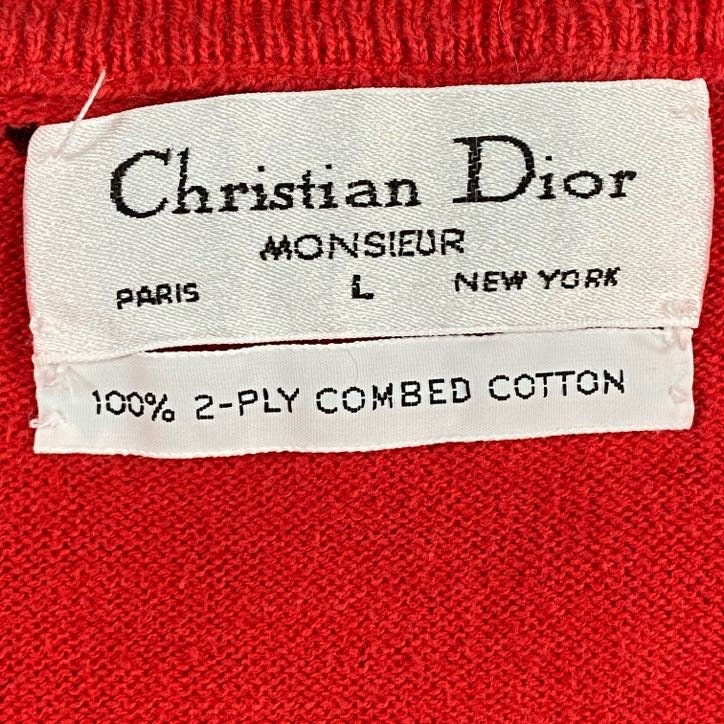 Christian Dior
MONSIEUR
PARIS L NEW YORK
100% 2-PLY COMBED COTTON